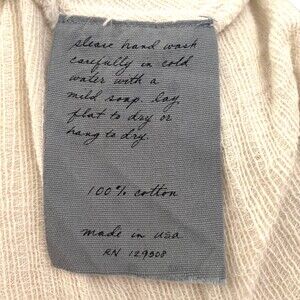 please hand wash
carefully in cold
water with a
mild soap. lay
flat to dry or
hang to dry.
100% cotton
made in usa
RN 129508